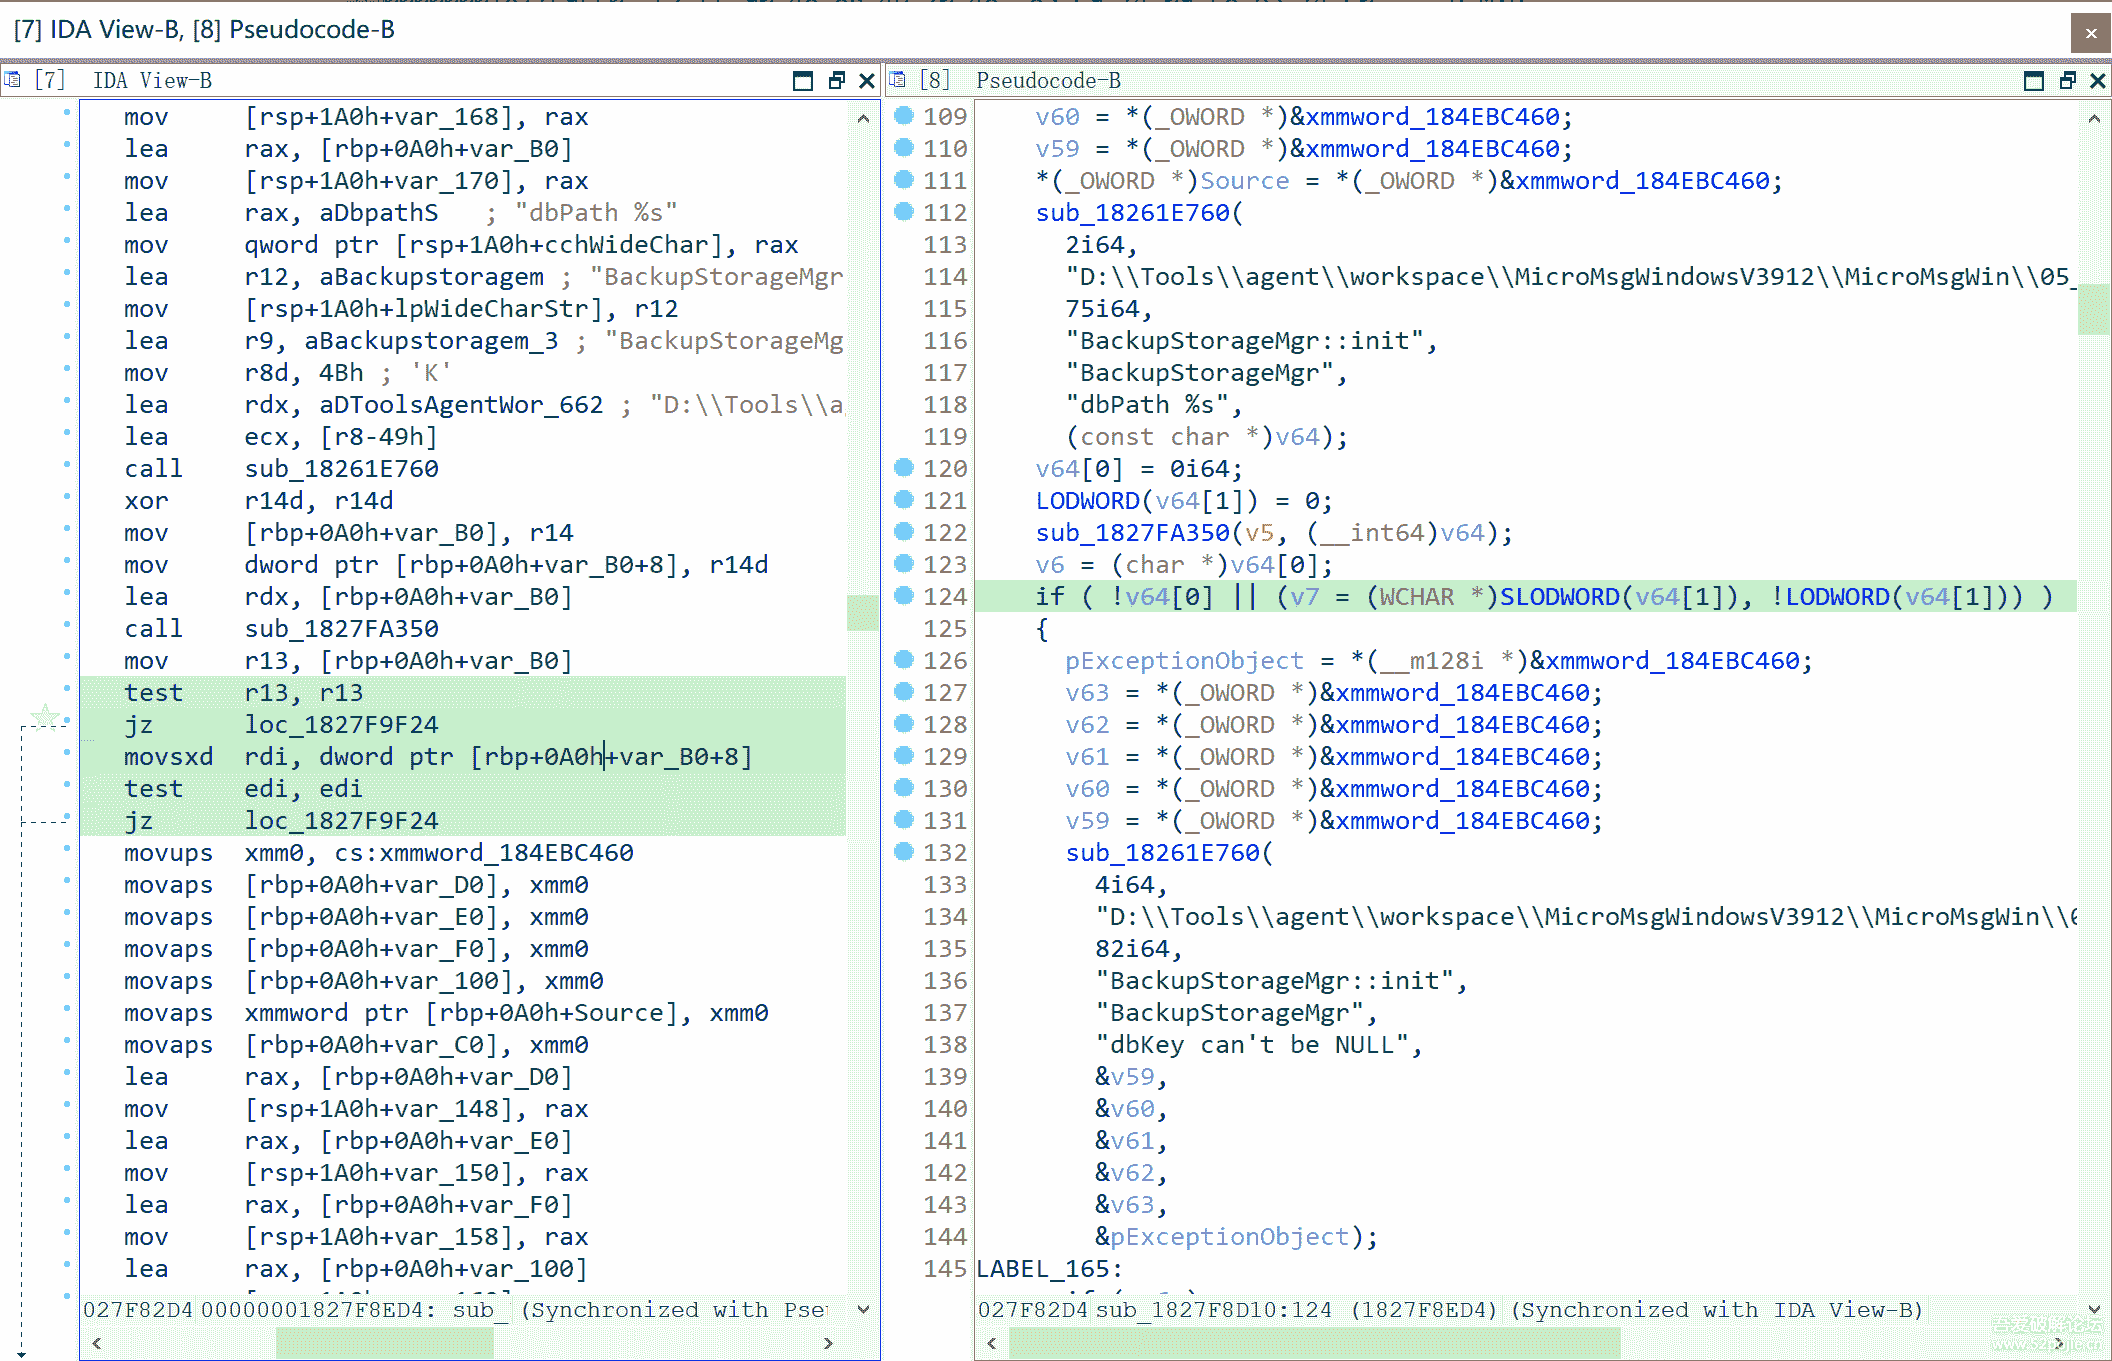 [7] IDA View-B, [8] Pseudocode-B
[7] IDA View-B
mov [rsp+1A0h+var_168], rax
lea rax, [rbp+0A0h+var_B0]
mov [rsp+1A0h+var_170], rax
lea rax, aDbpathS ; "dbPath %s"
mov qword ptr [rsp+1A0h+cchWideChar], rax
lea r12, aBackupstoragem ; "BackupStorageMgr
mov [rsp+1A0h+lpWideCharStr], r12
lea r9, aBackupstoragem_3 ; "BackupStorageMg
mov r8d, 4Bh ; 'K'
lea rdx, aDToolsAgentWor_662 ; "D:\\Tools\\a
lea ecx, [r8-49h]
call sub_18261E760
xor r14d, r14d
mov [rbp+0A0h+var_B0], r14
mov dword ptr [rbp+0A0h+var_B0+8], r14d
lea rdx, [rbp+0A0h+var_B0]
call sub_1827FA350
mov r13, [rbp+0A0h+var_B0]
test r13, r13
jz loc_1827F9F24
movsxd rdi, dword ptr [rbp+0A0h+var_B0+8]
test edi, edi
jz loc_1827F9F24
movups xmm0, cs:xmmword_184EBC460
movaps [rbp+0A0h+var_D0], xmm0
movaps [rbp+0A0h+var_E0], xmm0
movaps [rbp+0A0h+var_F0], xmm0
movaps [rbp+0A0h+var_100], xmm0
movaps xmmword ptr [rbp+0A0h+Source], xmm0
movaps [rbp+0A0h+var_C0], xmm0
lea rax, [rbp+0A0h+var_D0]
mov [rsp+1A0h+var_148], rax
lea rax, [rbp+0A0h+var_E0]
mov [rsp+1A0h+var_150], rax
lea rax, [rbp+0A0h+var_F0]
mov [rsp+1A0h+var_158], rax
lea rax, [rbp+0A0h+var_100]
027F82D4 00000001827F8ED4: sub_ (Synchronized with Pse
[8] Pseudocode-B
109 v60 = *(_OWORD *)&xmmword_184EBC460;
110 v59 = *(_OWORD *)&xmmword_184EBC460;
111 *(_OWORD *)Source = *(_OWORD *)&xmmword_184EBC460;
112 sub_18261E760(
113 2i64,
114 "D:\\Tools\\agent\\workspace\\MicroMsgWindowsV3912\\MicroMsgWin\\05_
115 75i64,
116 "BackupStorageMgr::init",
117 "BackupStorageMgr",
118 "dbPath %s",
119 (const char *)v64);
120 v64[0] = 0i64;
121 LODWORD(v64[1]) = 0;
122 sub_1827FA350(v5, (__int64)v64);
123 v6 = (char *)v64[0];
124 if ( !v64[0] || (v7 = (WCHAR *)SLODWORD(v64[1]), !LODWORD(v64[1])) )
125 {
126 pExceptionObject = *(__m128i *)&xmmword_184EBC460;
127 v63 = *(_OWORD *)&xmmword_184EBC460;
128 v62 = *(_OWORD *)&xmmword_184EBC460;
129 v61 = *(_OWORD *)&xmmword_184EBC460;
130 v60 = *(_OWORD *)&xmmword_184EBC460;
131 v59 = *(_OWORD *)&xmmword_184EBC460;
132 sub_18261E760(
133 4i64,
134 "D:\\Tools\\agent\\workspace\\MicroMsgWindowsV3912\\MicroMsgWin\\0
135 82i64,
136 "BackupStorageMgr::init",
137 "BackupStorageMgr",
138 "dbKey can't be NULL",
139 &v59,
140 &v60,
141 &v61,
142 &v62,
143 &v63,
144 &pExceptionObject);
145 LABEL_165:
027F82D4 sub_1827F8D10:124 (1827F8ED4) (Synchronized with IDA View-B)
吾爱破解论坛
www.52pojie.cn